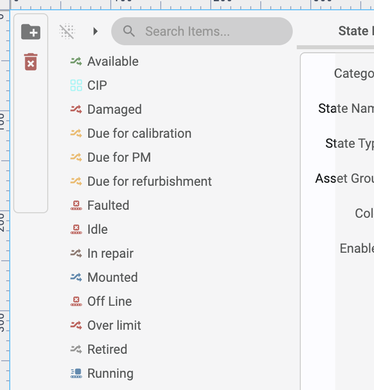 Search Items...
State
Available
Catego
CIP
Damaged
State Nam
Due for calibration
State Typ
Due for PM
Asset Grou
Due for refurbishment
Col
Faulted
Idle
Enable
In repair
Mounted
Off Line
Over limit
Retired
Running